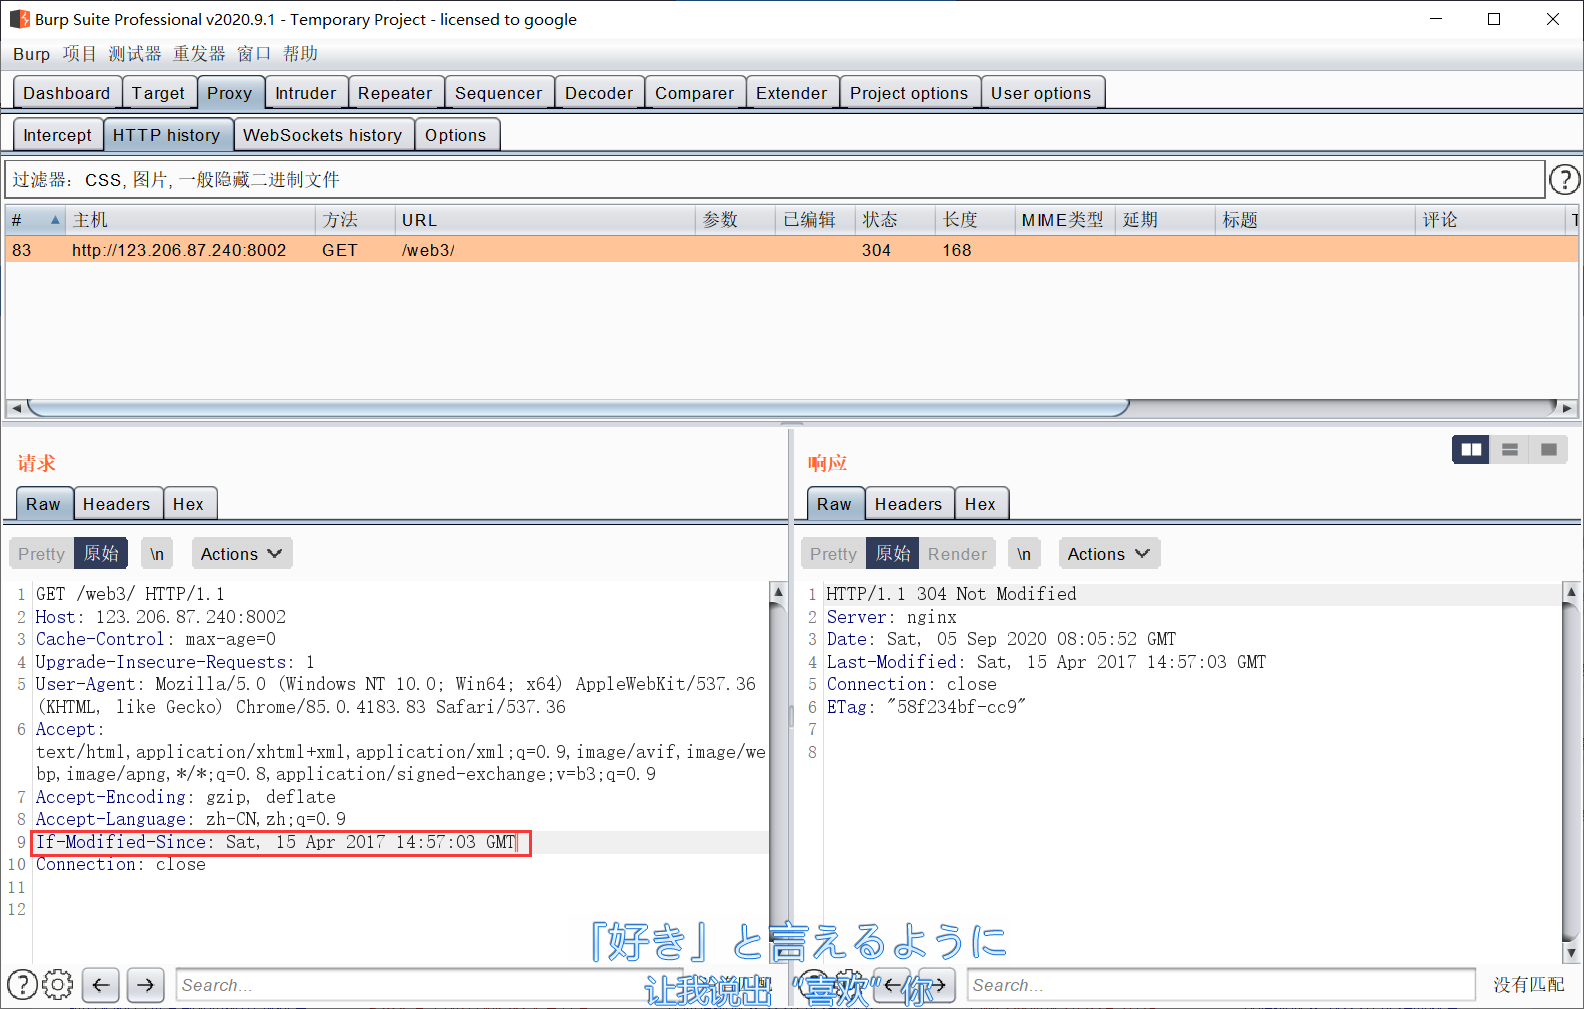 Burp Suite Professional v2020.9.1 - Temporary Project - licensed to google
Burp 项目 测试器 重发器 窗口 帮助
Dashboard Target Proxy Intruder Repeater Sequencer Decoder Comparer Extender Project options User options
Intercept HTTP history WebSockets history Options
过滤器：CSS, 图片, 一般隐藏二进制文件
# 主机 方法 URL 参数 已编辑 状态 长度 MIME类型 延期 标题 评论 T
83 http://123.206.87.240:8002 GET /web3/ 304 168
请求
Raw Headers Hex
Pretty 原始 \n Actions
1 GET /web3/ HTTP/1.1
2 Host: 123.206.87.240:8002
3 Cache-Control: max-age=0
4 Upgrade-Insecure-Requests: 1
5 User-Agent: Mozilla/5.0 (Windows NT 10.0; Win64; x64) AppleWebKit/537.36
(KHTML, like Gecko) Chrome/85.0.4183.83 Safari/537.36
6 Accept:
text/html,application/xhtml+xml,application/xml;q=0.9,image/avif,image/we
bp,image/apng,*/*;q=0.8,application/signed-exchange;v=b3;q=0.9
7 Accept-Encoding: gzip, deflate
8 Accept-Language: zh-CN,zh;q=0.9
9 If-Modified-Since: Sat, 15 Apr 2017 14:57:03 GMT
10 Connection: close
11
12
Search...
响应
Raw Headers Hex
Pretty 原始 Render \n Actions
1 HTTP/1.1 304 Not Modified
2 Server: nginx
3 Date: Sat, 05 Sep 2020 08:05:52 GMT
4 Last-Modified: Sat, 15 Apr 2017 14:57:03 GMT
5 Connection: close
6 ETag: "58f234bf-cc9"
7
8
Search... 没有匹配
「好き」と言えるように
让我说出 "喜欢" 你